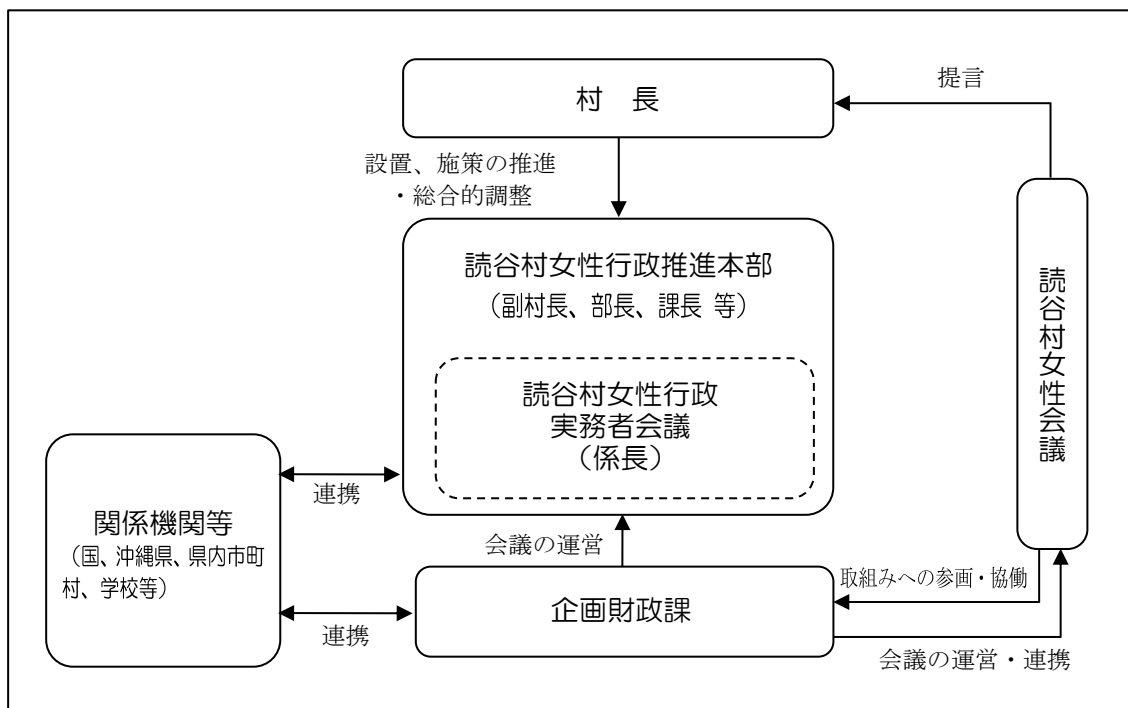 提言
村　長
設置、施策の推進
・総合的調整
読谷村女性行政推進本部
（副村長、部長、課長 等）
読谷村女性会議
読谷村女性行政
実務者会議
（係長）
連携
関係機関等
（国、沖縄県、県内市町
村、学校等）
会議の運営
取組みへの参画・協働
企画財政課
連携
会議の運営・連携